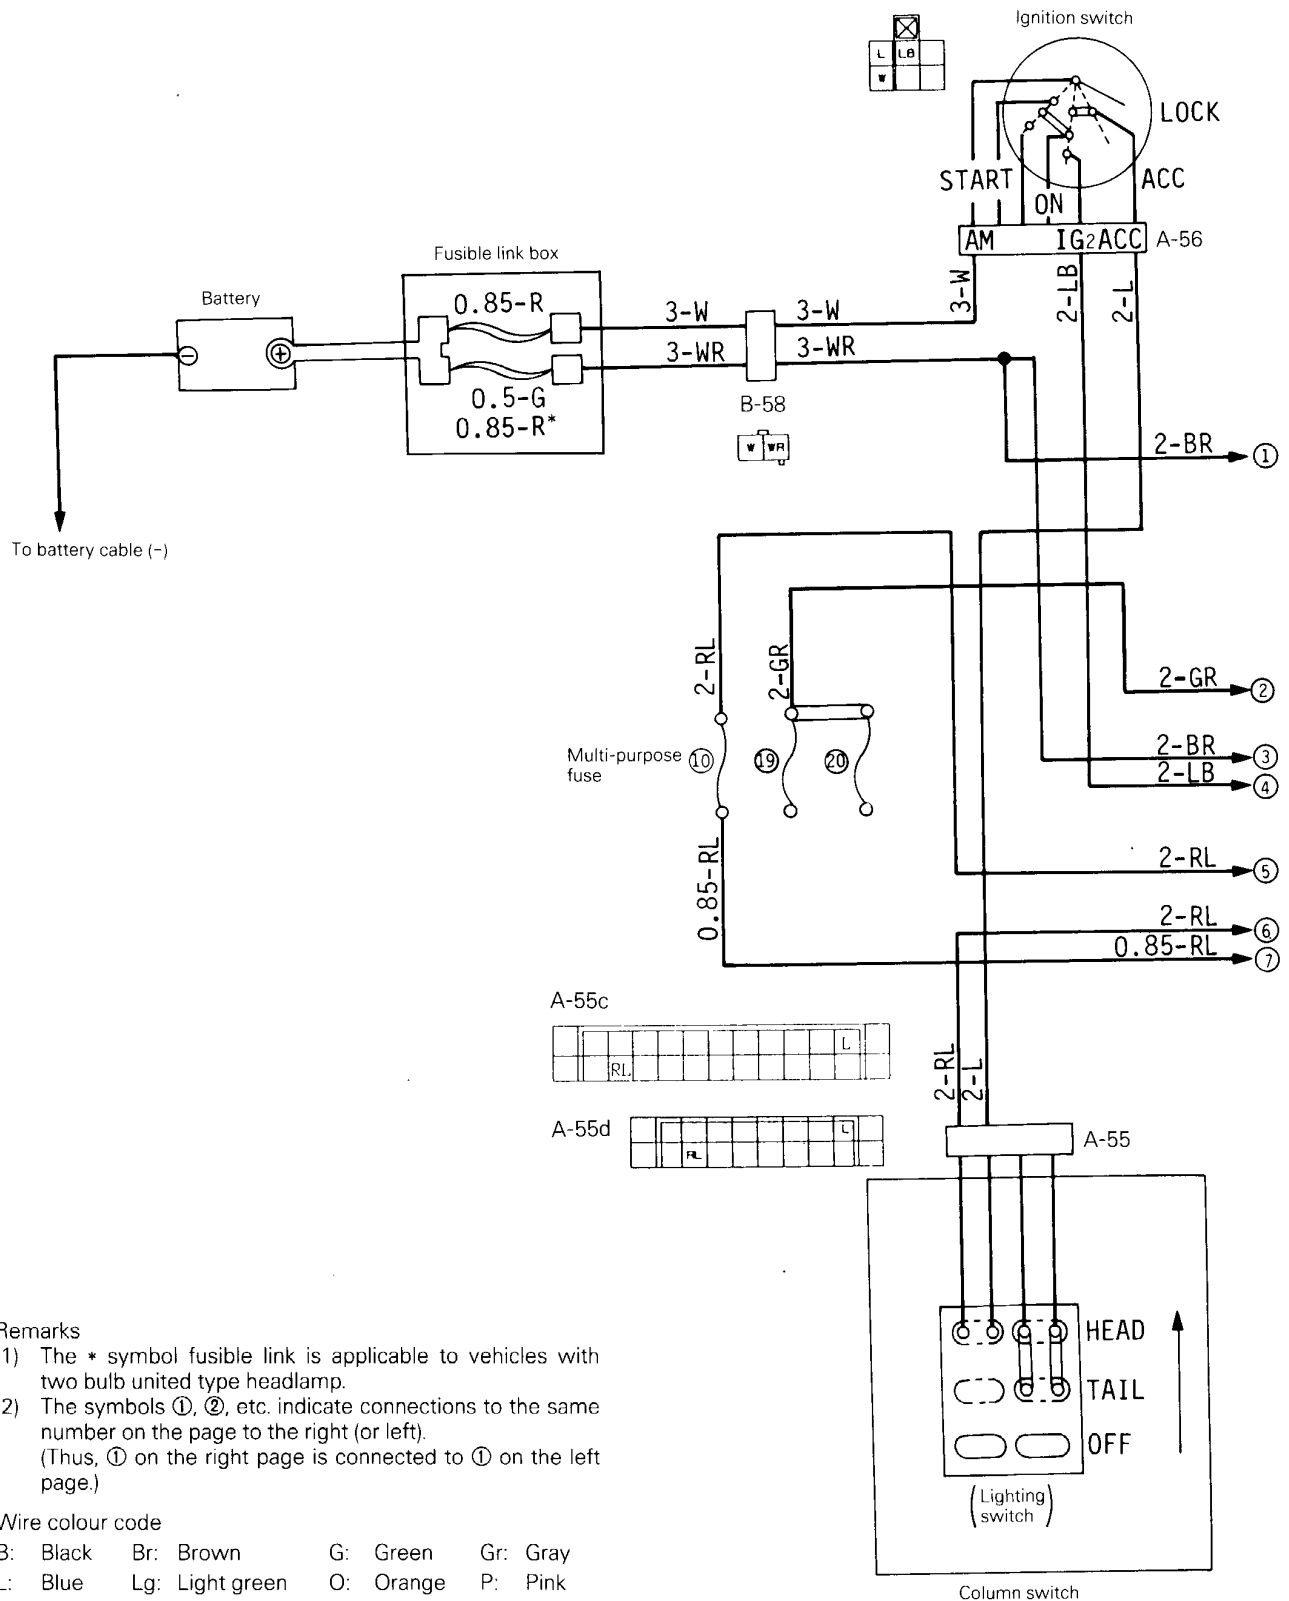 Ignition switch
L LB
W
LOCK
START
ACC
ON
AM IG2 ACC A-56
Fusible link box
3-W
2-LB
2-L
Battery
0.85-R
3-W
3-W
3-WR
3-WR
0.5-G
0.85-R*
B-58
W WR
2-BR ①
To battery cable (-)
2-RL
2-GR
2-GR ②
Multi-purpose fuse
⑩ ⑲ ⑳
2-BR ③
2-LB ④
0.85-RL
2-RL ⑤
2-RL ⑥
0.85-RL ⑦
A-55c
L
RL
2-RL
2-L
A-55d
L
RL
A-55
HEAD
TAIL
OFF
(Lighting switch)
Column switch
Remarks
1) The * symbol fusible link is applicable to vehicles with
two bulb united type headlamp.
2) The symbols ①, ②, etc. indicate connections to the same
number on the page to the right (or left).
(Thus, ① on the right page is connected to ① on the left
page.)
Wire colour code
B: Black Br: Brown G: Green Gr: Gray
L: Blue Lg: Light green O: Orange P: Pink